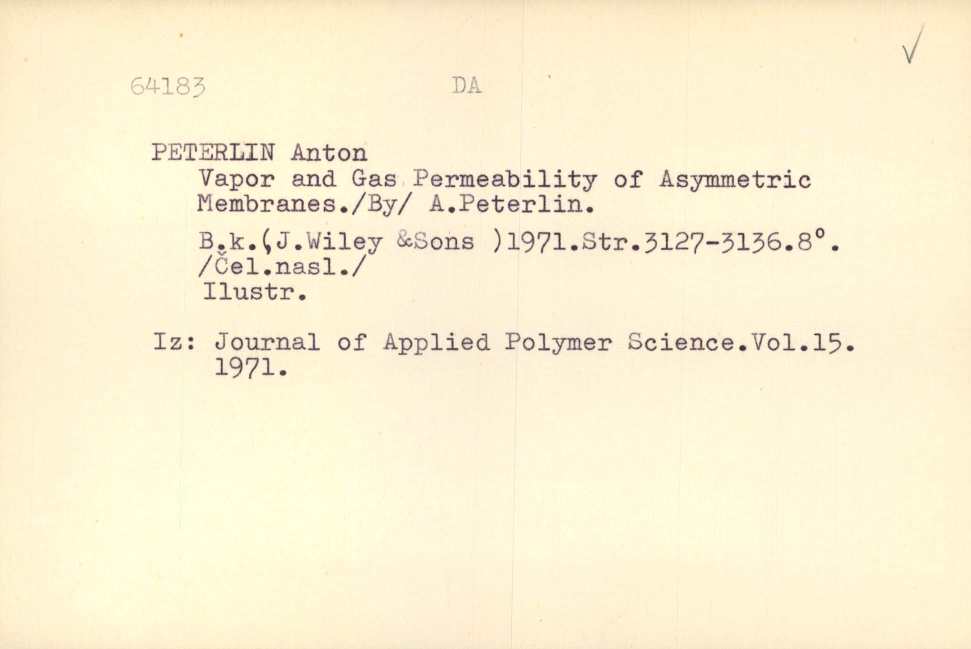 64183 DA
PETERLIN Anton
Vapor and Gas Permeability of Asymmetric
Membranes./By/ A.Peterlin.
B.k.(J.Wiley &Sons )1971.Str.3127-3136.8°.
/Čel.nasl./
Ilustr.
Iz: Journal of Applied Polymer Science.Vol.15.
1971.